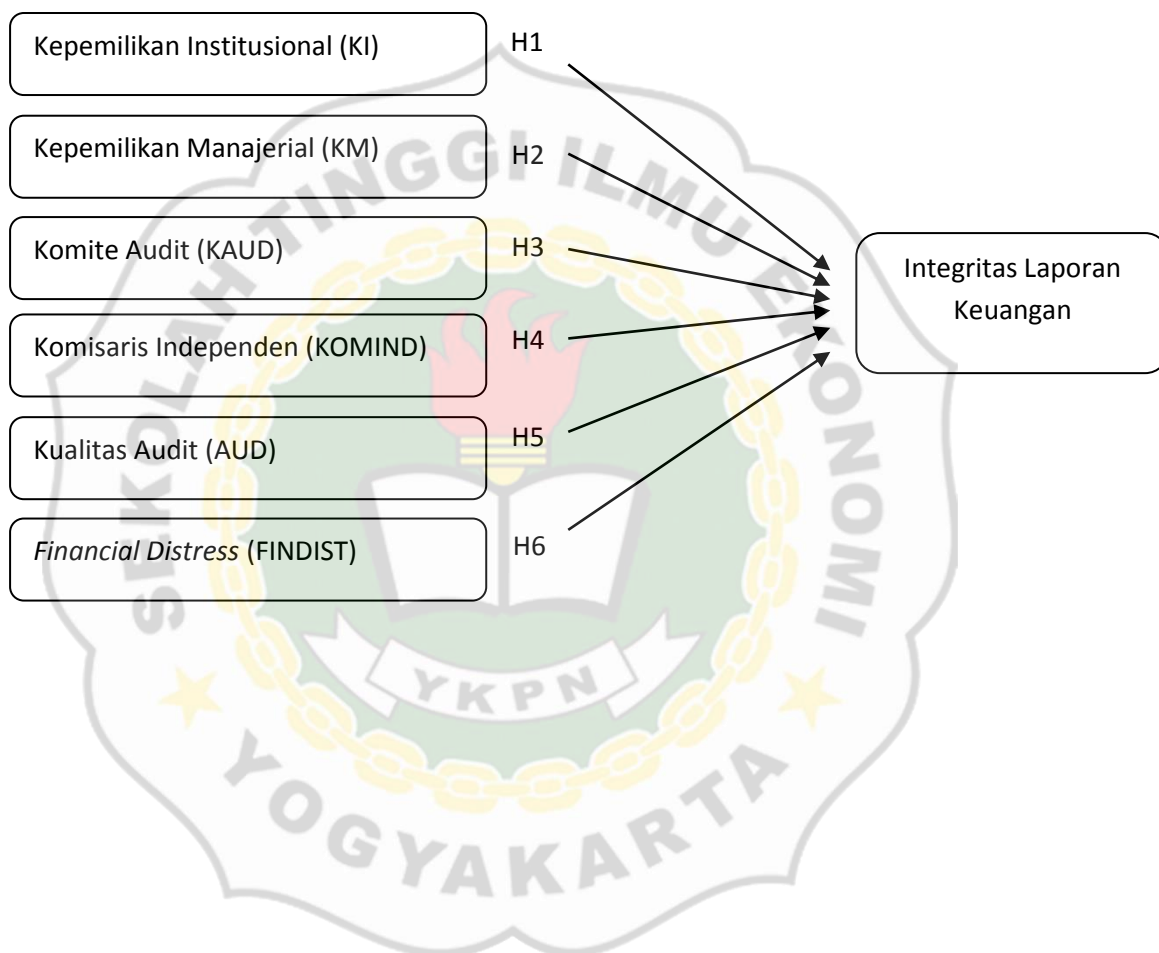 Kepemilikan Institusional (KI)
H1
Kepemilikan Manajerial (KM)
H2
Komite Audit (KAUD)
H3
Komisaris Independen (KOMIND)
H4
Kualitas Audit (AUD)
H5
Financial Distress (FINDIST)
H6
Integritas Laporan
Keuangan
SEKOLAH TINGGI ILMU EKONOMI
YKPN
YOGYAKARTA